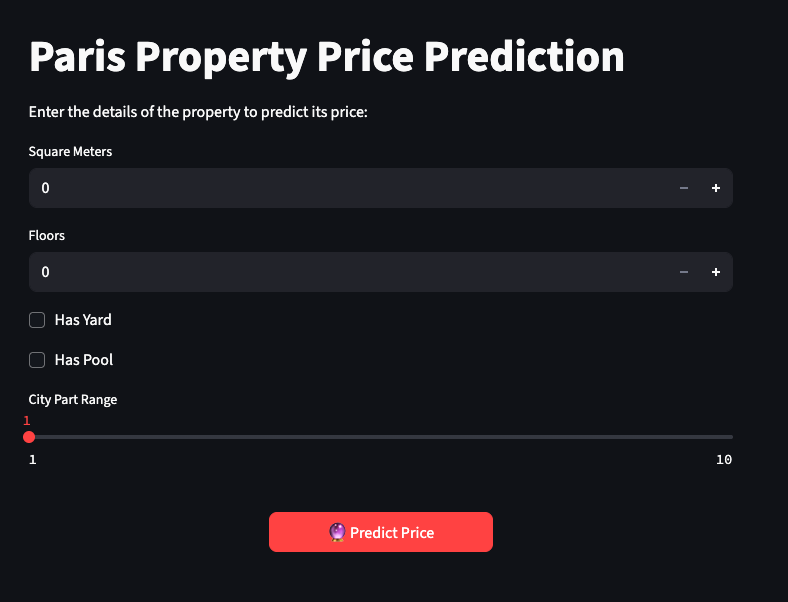 Paris Property Price Prediction
Enter the details of the property to predict its price:
Square Meters
0 − +
Floors
0 − +
Has Yard
Has Pool
City Part Range
1
1 10
🔮 Predict Price